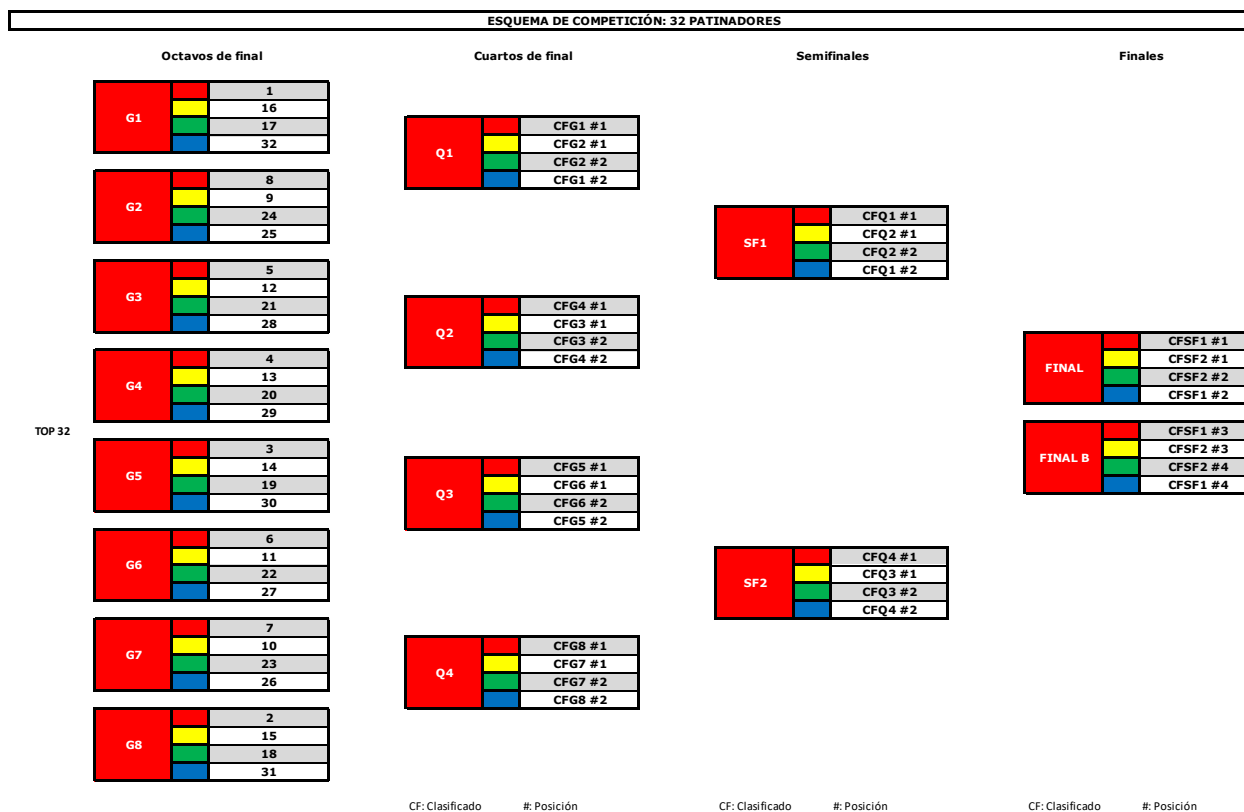 ESQUEMA DE COMPETICIÓN: 32 PATINADORES
Octavos de final
Cuartos de final
Semifinales
Finales
TOP 32
G1
1
16
17
32
G2
8
9
24
25
G3
5
12
21
28
G4
4
13
20
29
G5
3
14
19
30
G6
6
11
22
27
G7
7
10
23
26
G8
2
15
18
31
Q1
CFG1 #1
CFG2 #1
CFG2 #2
CFG1 #2
Q2
CFG4 #1
CFG3 #1
CFG3 #2
CFG4 #2
Q3
CFG5 #1
CFG6 #1
CFG6 #2
CFG5 #2
Q4
CFG8 #1
CFG7 #1
CFG7 #2
CFG8 #2
SF1
CFQ1 #1
CFQ2 #1
CFQ2 #2
CFQ1 #2
SF2
CFQ4 #1
CFQ3 #1
CFQ3 #2
CFQ4 #2
FINAL
CFSF1 #1
CFSF2 #1
CFSF2 #2
CFSF1 #2
FINAL B
CFSF1 #3
CFSF2 #3
CFSF2 #4
CFSF1 #4
CF: Clasificado #: Posición
CF: Clasificado #: Posición
CF: Clasificado #: Posición